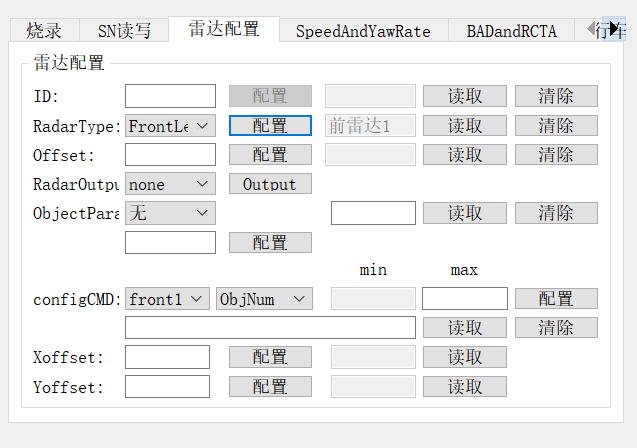 烧录 SN读写 雷达配置 SpeedAndYawRate BADandRCTA 行车
雷达配置
ID: 配置 读取 清除
RadarType: FrontLe 配置 前雷达1 读取 清除
Offset: 配置 读取 清除
RadarOutpu none Output
ObjectPara 无 读取 清除
配置
min max
configCMD: front1 ObjNum 配置
读取 清除
Xoffset: 配置 读取
Yoffset: 配置 读取